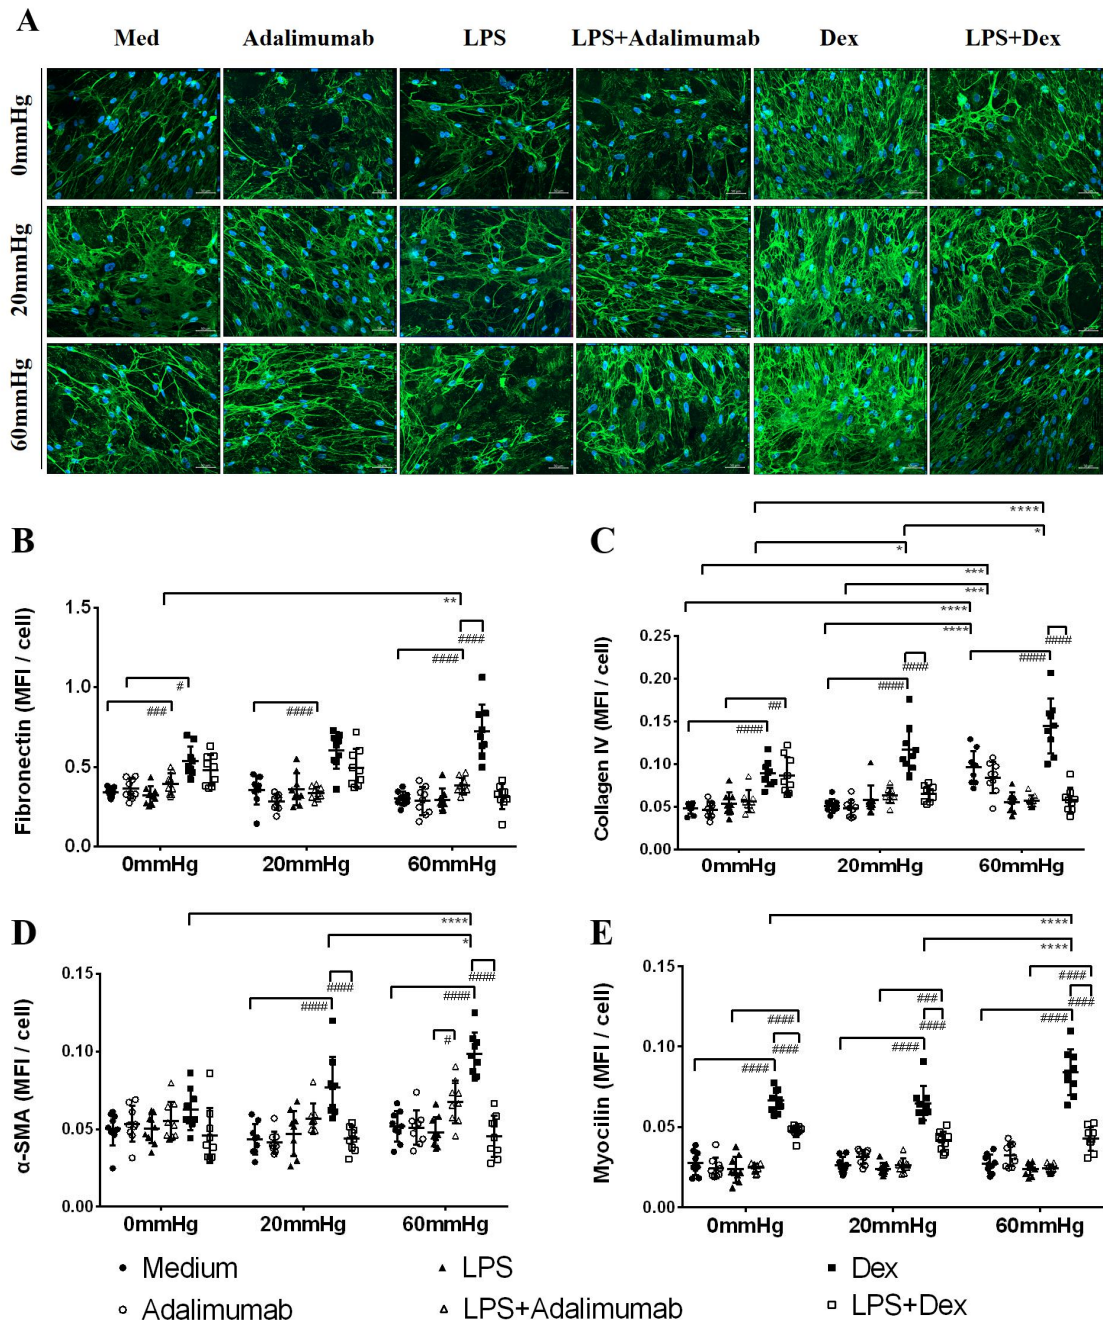 A
Med Adalimumab LPS LPS+Adalimumab Dex LPS+Dex
0mmHg
20mmHg
60mmHg
B
Fibronectin (MFI / cell)
1.5
1.0
0.5
0.0
**
####
####
#
###
####
0mmHg 20mmHg 60mmHg
C
Collagen IV (MFI / cell)
0.25
0.20
0.15
0.10
0.05
0.00
****
*
*
***
***
****
****
####
####
####
####
##
####
0mmHg 20mmHg 60mmHg
D
α-SMA (MFI / cell)
0.15
0.10
0.05
0.00
****
*
####
####
####
####
#
0mmHg 20mmHg 60mmHg
E
Myocilin (MFI / cell)
0.15
0.10
0.05
0.00
****
****
####
####
###
####
####
####
####
####
####
0mmHg 20mmHg 60mmHg
Medium LPS Dex
Adalimumab LPS+Adalimumab LPS+Dex